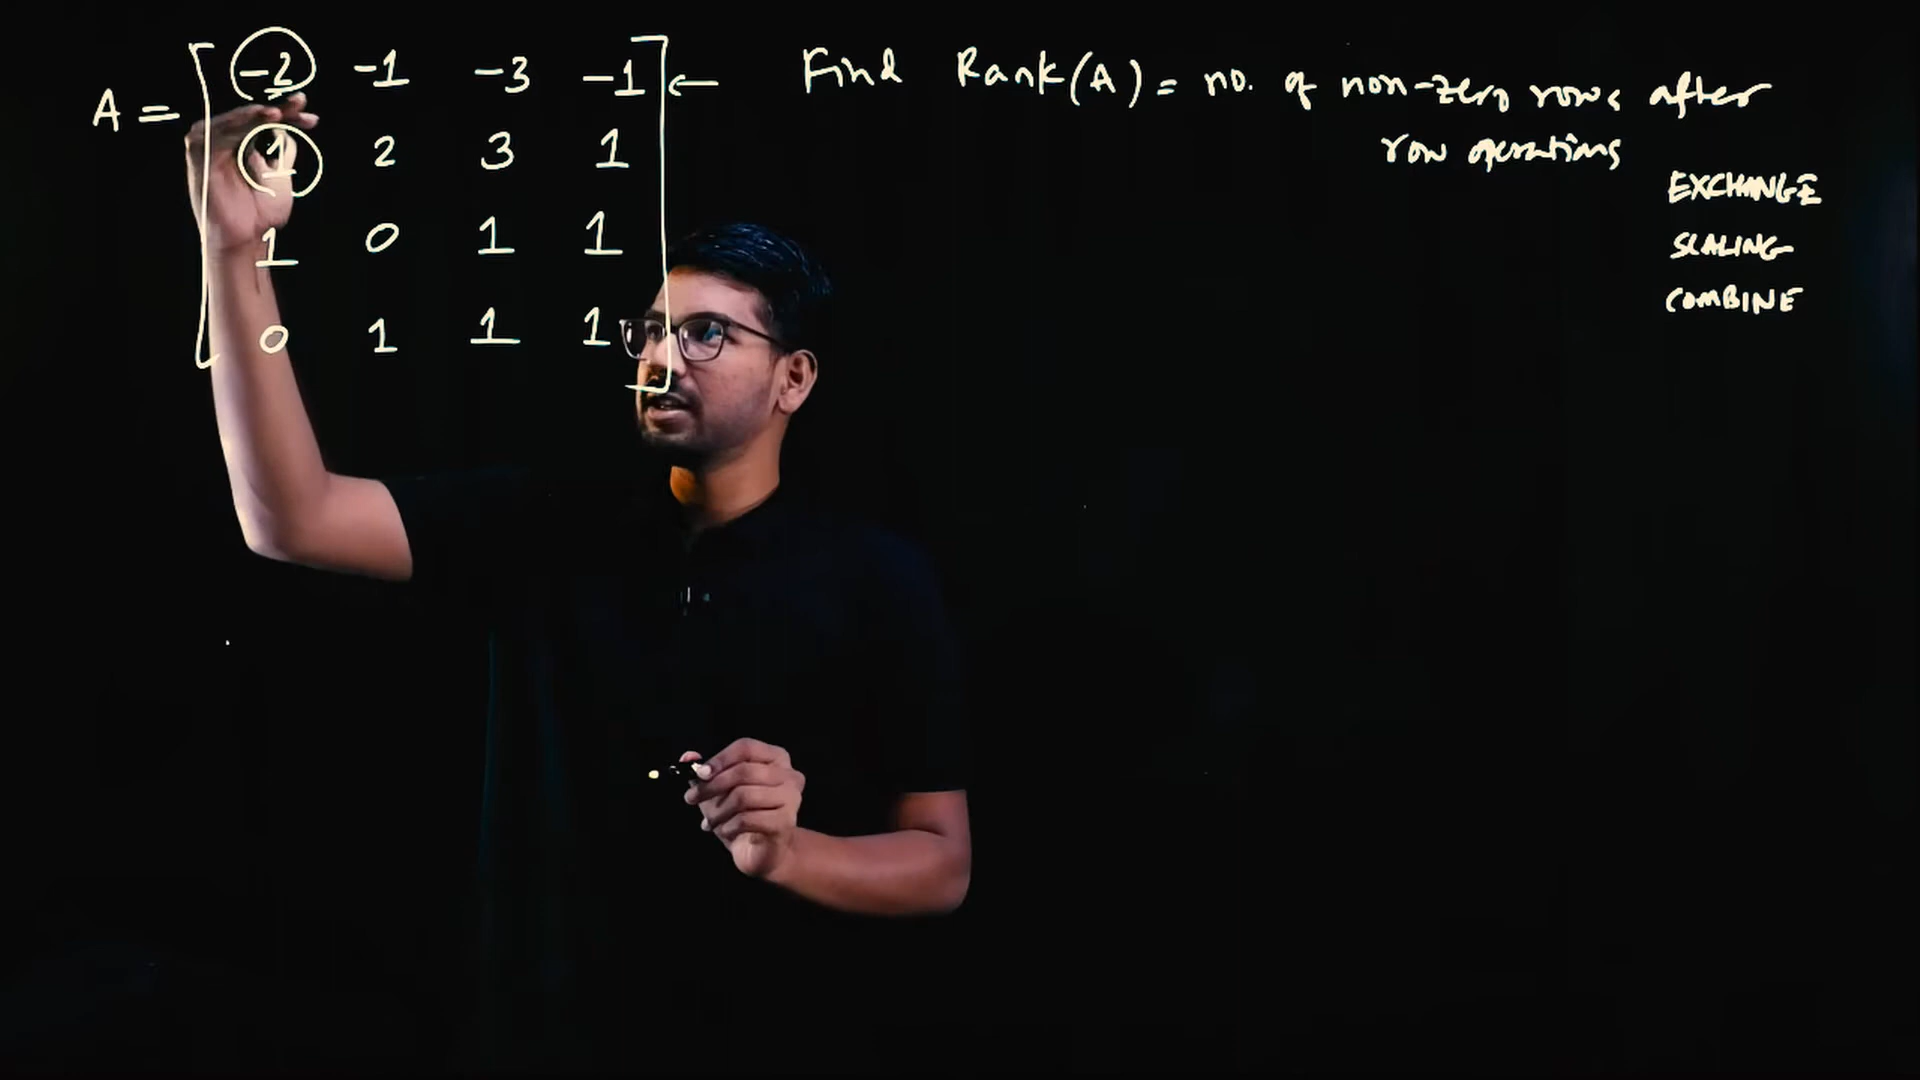 A = [ -2 -1 -3 -1 ] ← Find Rank(A) = no. of non-zero rows after
1 2 3 1
row operations
EXCHANGE
1 0 1 1
SCALING
COMBINE
0 1 1 1